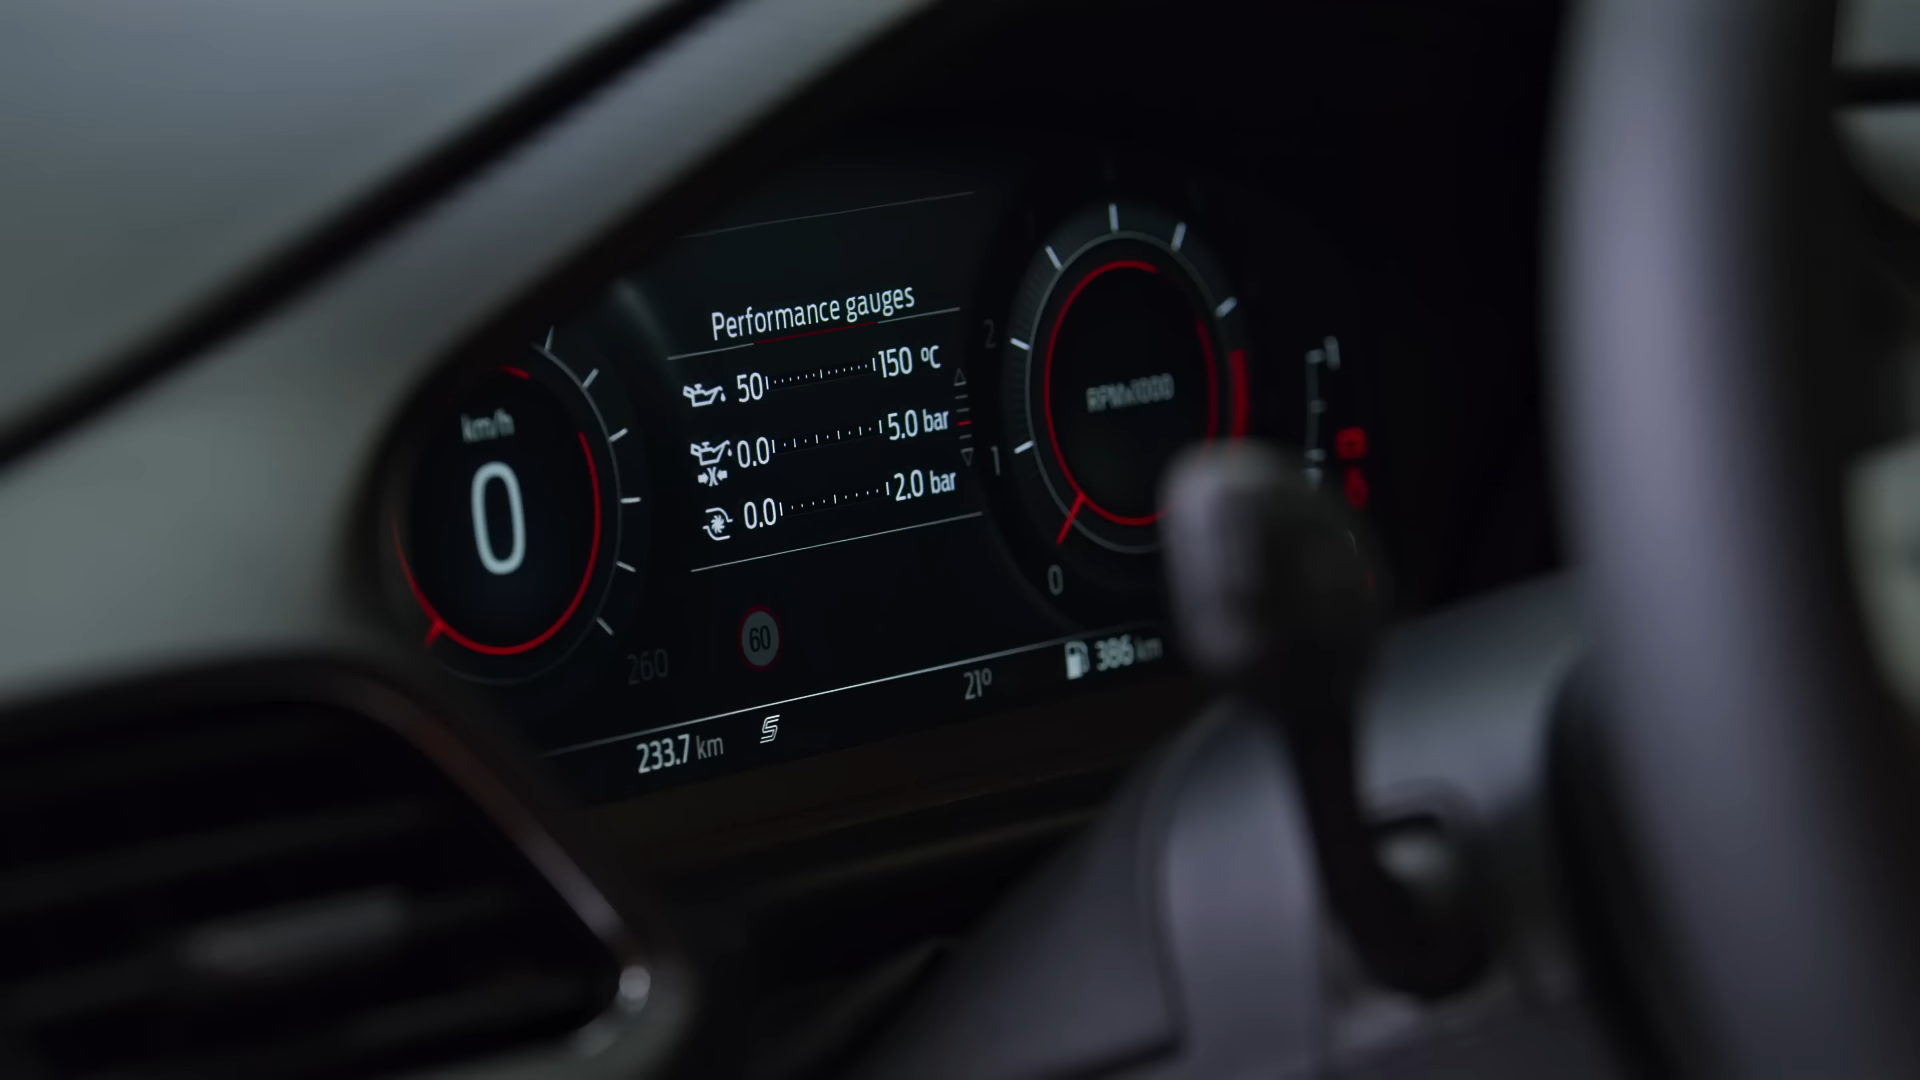 km/h
0
260
Performance gauges
50 150 ºC
0.0 5.0 bar
0.0 2.0 bar
60
2
1
0
RPMx1000
1
233.7 km
S
21º
386 km